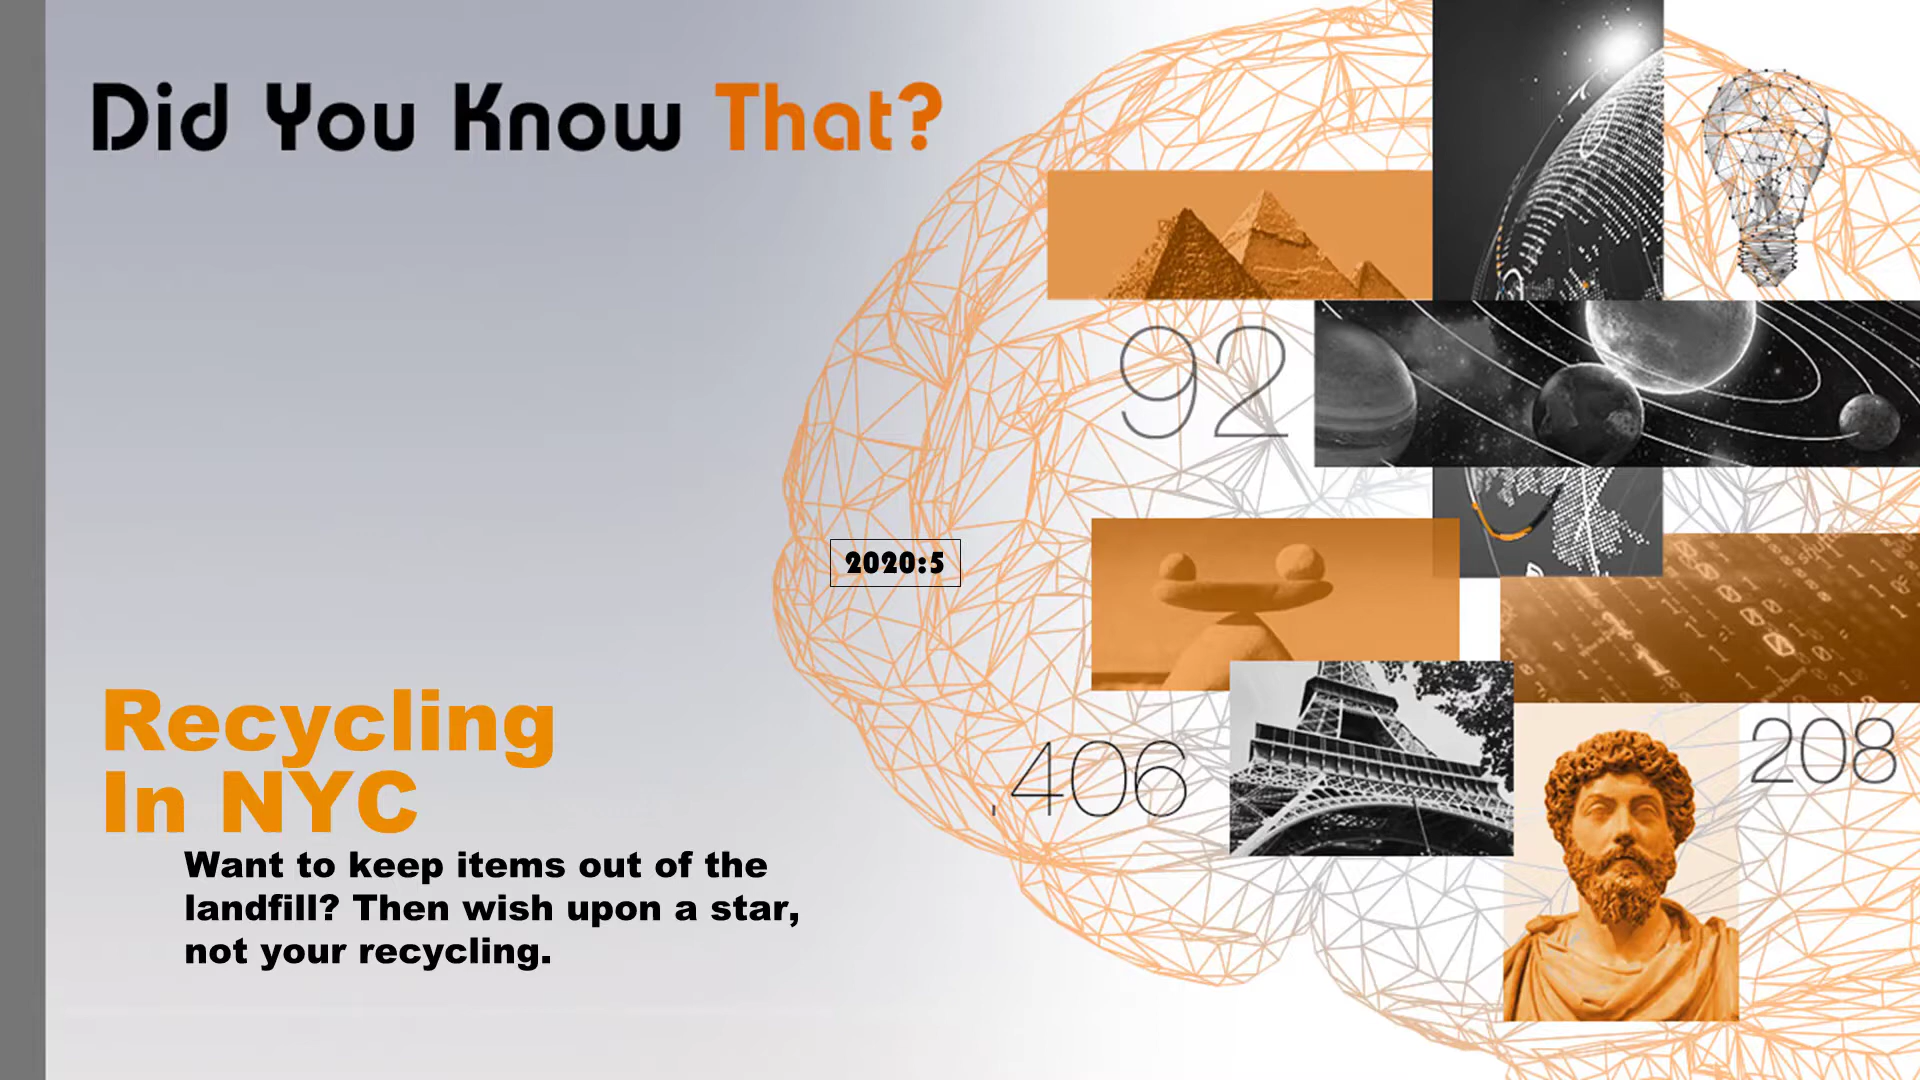 Did You Know That?
92
2020:5
Recycling
In NYC
406
208
Want to keep items out of the
landfill? Then wish upon a star,
not your recycling.